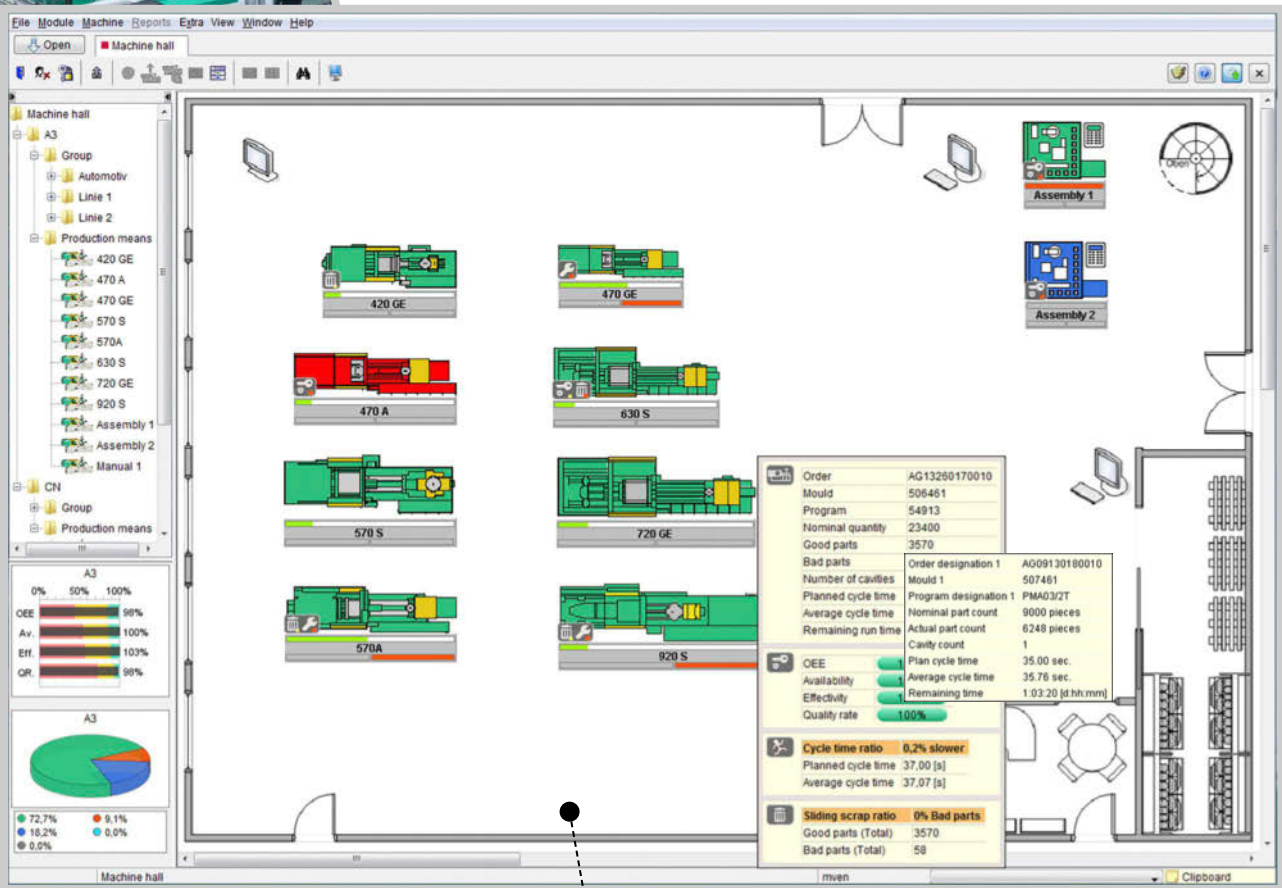 File Module Machine Reports Extra View Window Help
Open Machine hall
Machine hall
A3
Group
Automotiv
Linie 1
Linie 2
Production means
420 GE
470 A
470 GE
570 S
570A
630 S
720 GE
920 S
Assembly 1
Assembly 2
Manual 1
CN
Group
Production means
A3
0% 50% 100%
OEE 98%
Av. 100%
Eff. 103%
QR. 98%
A3
72,7% 9,1%
18,2% 0,0%
0,0%
Oben
Assembly 1
Assembly 2
420 GE
470 GE
470 A
630 S
570 S
720 GE
570A
920 S
Order AG13260170010
Mould 506461
Program 54913
Nominal quantity 23400
Good parts 3570
Bad parts
Number of cavities
Planned cycle time
Average cycle time
Remaining run time
Order designation 1 AG09130180010
Mould 1 507461
Program designation 1 PMA03/2T
Nominal part count 9000 pieces
Actual part count 6248 pieces
Cavity count 1
Plan cycle time 35.00 sec.
Average cycle time 35.76 sec.
Remaining time 1:03:20 [d:hh:mm]
OEE
Availability
Effectivity
Quality rate 100%
Cycle time ratio 0,2% slower
Planned cycle time 37,00 [s]
Average cycle time 37,07 [s]
Sliding scrap ratio 0% Bad parts
Good parts (Total) 3570
Bad parts (Total) 58
Machine hall mven Clipboard